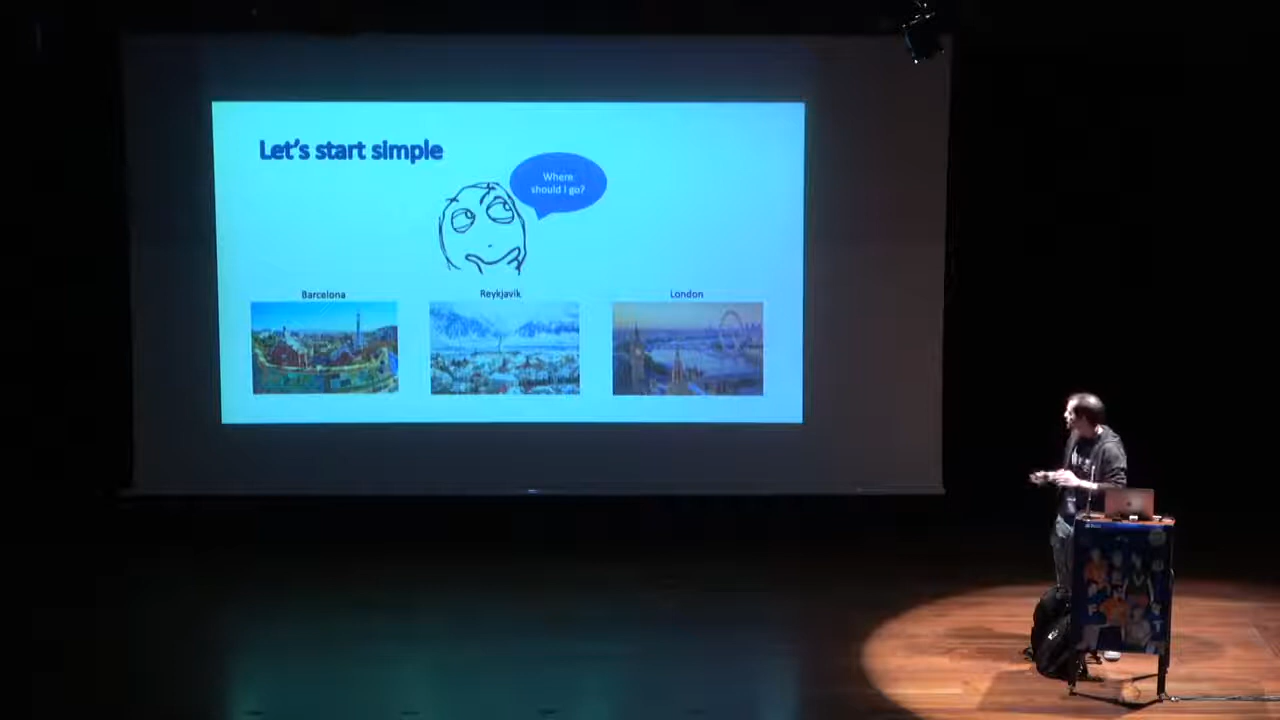 Let's start simple
Where
should I go?
Barcelona
Reykjavik
London